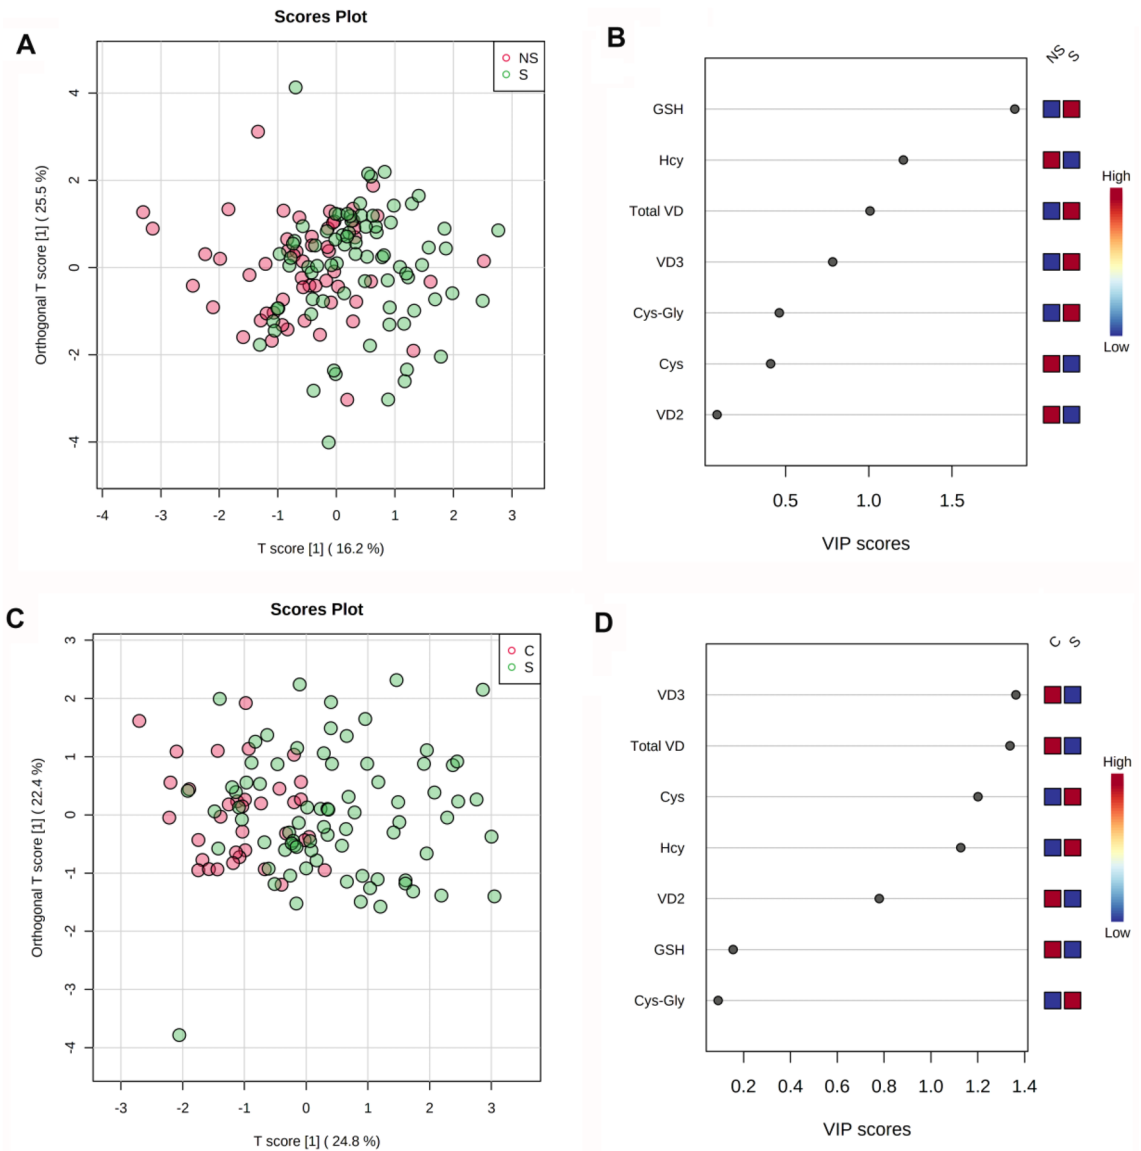 A
Scores Plot
NS
S
Orthogonal T score [1] ( 25.5 %)
4
2
0
-2
-4
-4 -3 -2 -1 0 1 2 3
T score [1] ( 16.2 %)
B
NS S
GSH
Hcy
Total VD
VD3
Cys-Gly
Cys
VD2
High
Low
0.5 1.0 1.5
VIP scores
C
Scores Plot
C
S
Orthogonal T score [1] ( 22.4 %)
3
2
1
0
-1
-2
-3
-4
-3 -2 -1 0 1 2 3
T score [1] ( 24.8 %)
D
C S
VD3
Total VD
Cys
Hcy
VD2
GSH
Cys-Gly
High
Low
0.2 0.4 0.6 0.8 1.0 1.2 1.4
VIP scores